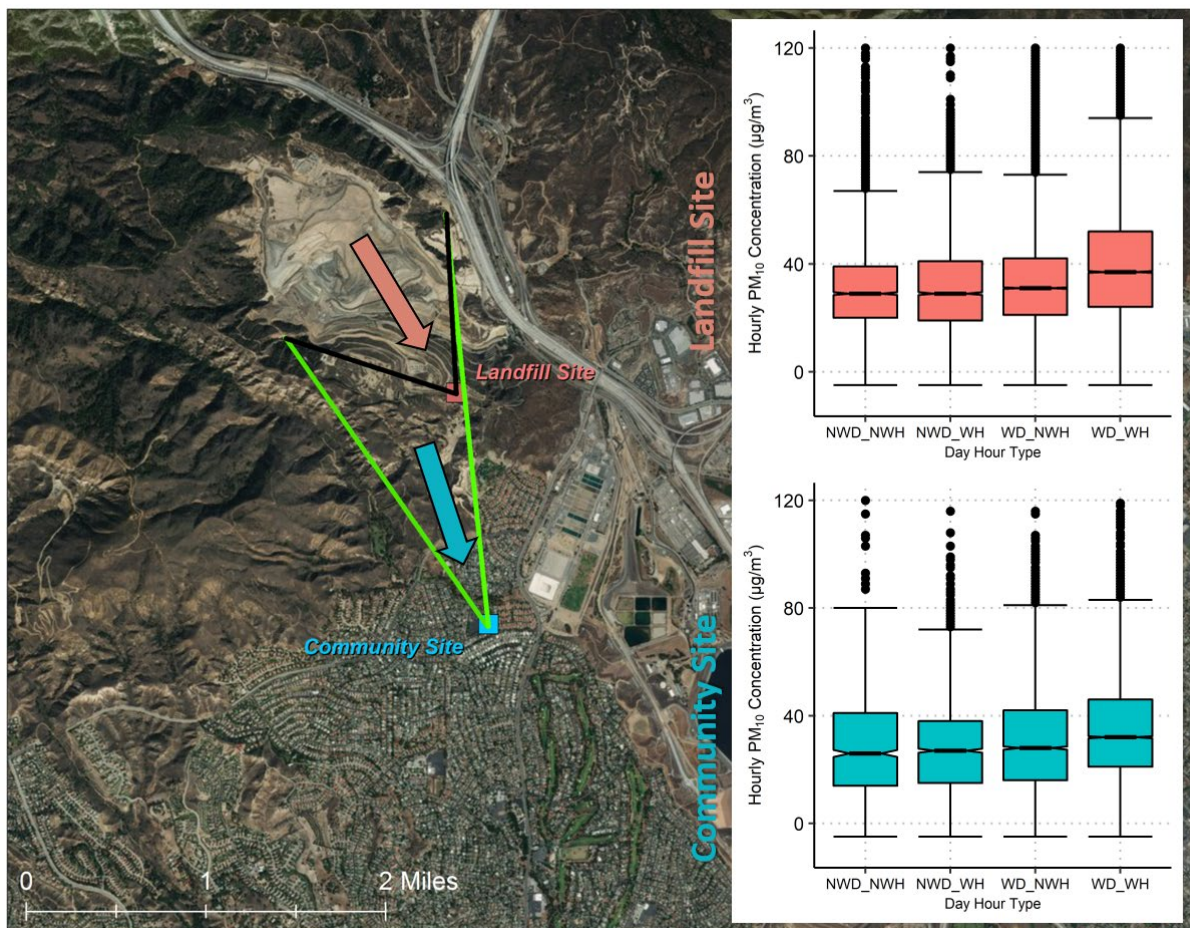 Landfill Site
Community Site
0 1 2 Miles
Landfill Site
Hourly PM10 Concentration (µg/m3)
120
80
40
0
NWD_NWH NWD_WH WD_NWH WD_WH
Day Hour Type
Community Site
Hourly PM10 Concentration (µg/m3)
120
80
40
0
NWD_NWH NWD_WH WD_NWH WD_WH
Day Hour Type